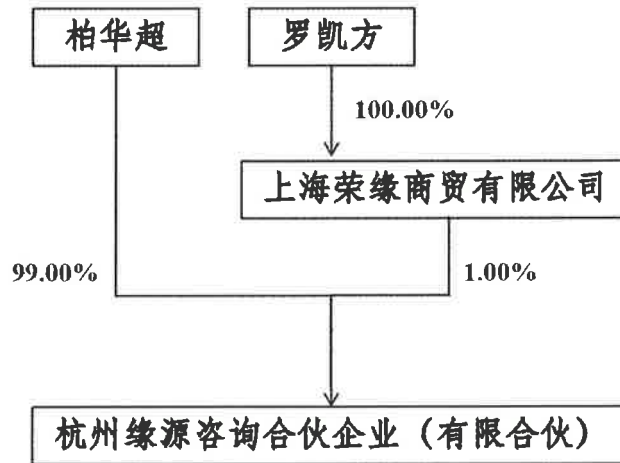 柏华超
罗凯方
100.00%
上海荣缘商贸有限公司
99.00%
1.00%
杭州缘源咨询合伙企业（有限合伙）